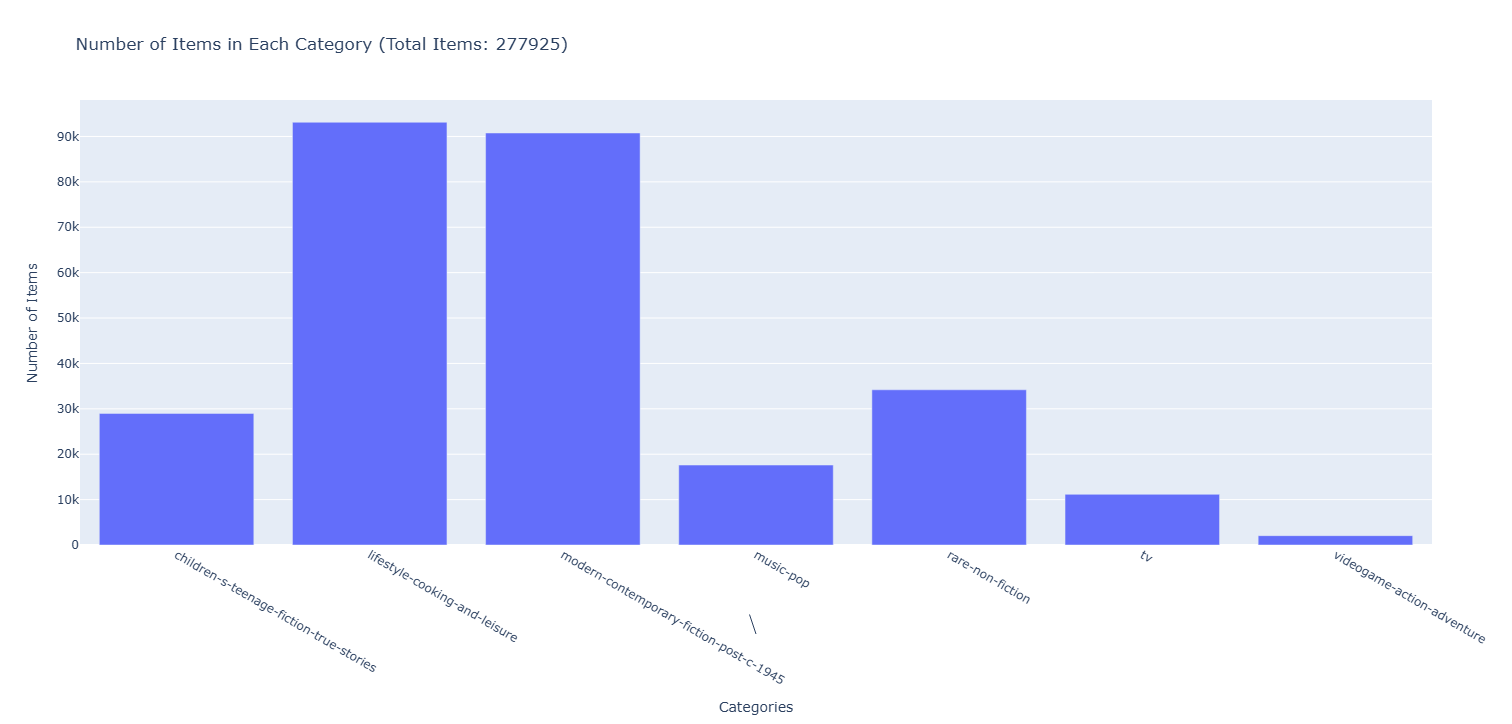 Number of Items in Each Category (Total Items: 277925)
90k
80k
70k
60k
50k
40k
30k
20k
10k
0
Number of Items
children-s-teenage-fiction-true-stories
lifestyle-cooking-and-leisure
modern-contemporary-fiction-post-c-1945
music-pop
rare-non-fiction
tv
videogame-action-adventure
Categories